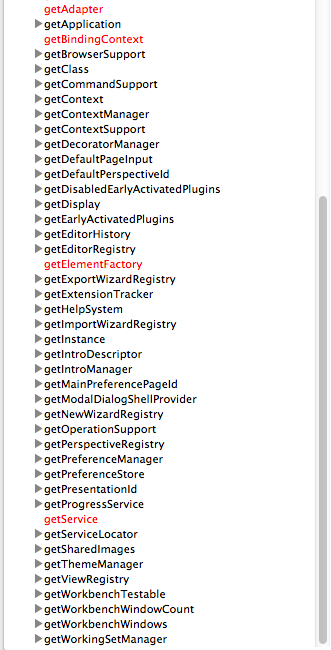 getAdapter
getApplication
getBindingContext
getBrowserSupport
getClass
getCommandSupport
getContext
getContextManager
getContextSupport
getDecoratorManager
getDefaultPageInput
getDefaultPerspectiveId
getDisabledEarlyActivatedPlugins
getDisplay
getEarlyActivatedPlugins
getEditorHistory
getEditorRegistry
getElementFactory
getExportWizardRegistry
getExtensionTracker
getHelpSystem
getImportWizardRegistry
getInstance
getIntroDescriptor
getIntroManager
getMainPreferencePageId
getModalDialogShellProvider
getNewWizardRegistry
getOperationSupport
getPerspectiveRegistry
getPreferenceManager
getPreferenceStore
getPresentationId
getProgressService
getService
getServiceLocator
getSharedImages
getThemeManager
getViewRegistry
getWorkbenchTestable
getWorkbenchWindowCount
getWorkbenchWindows
getWorkingSetManager